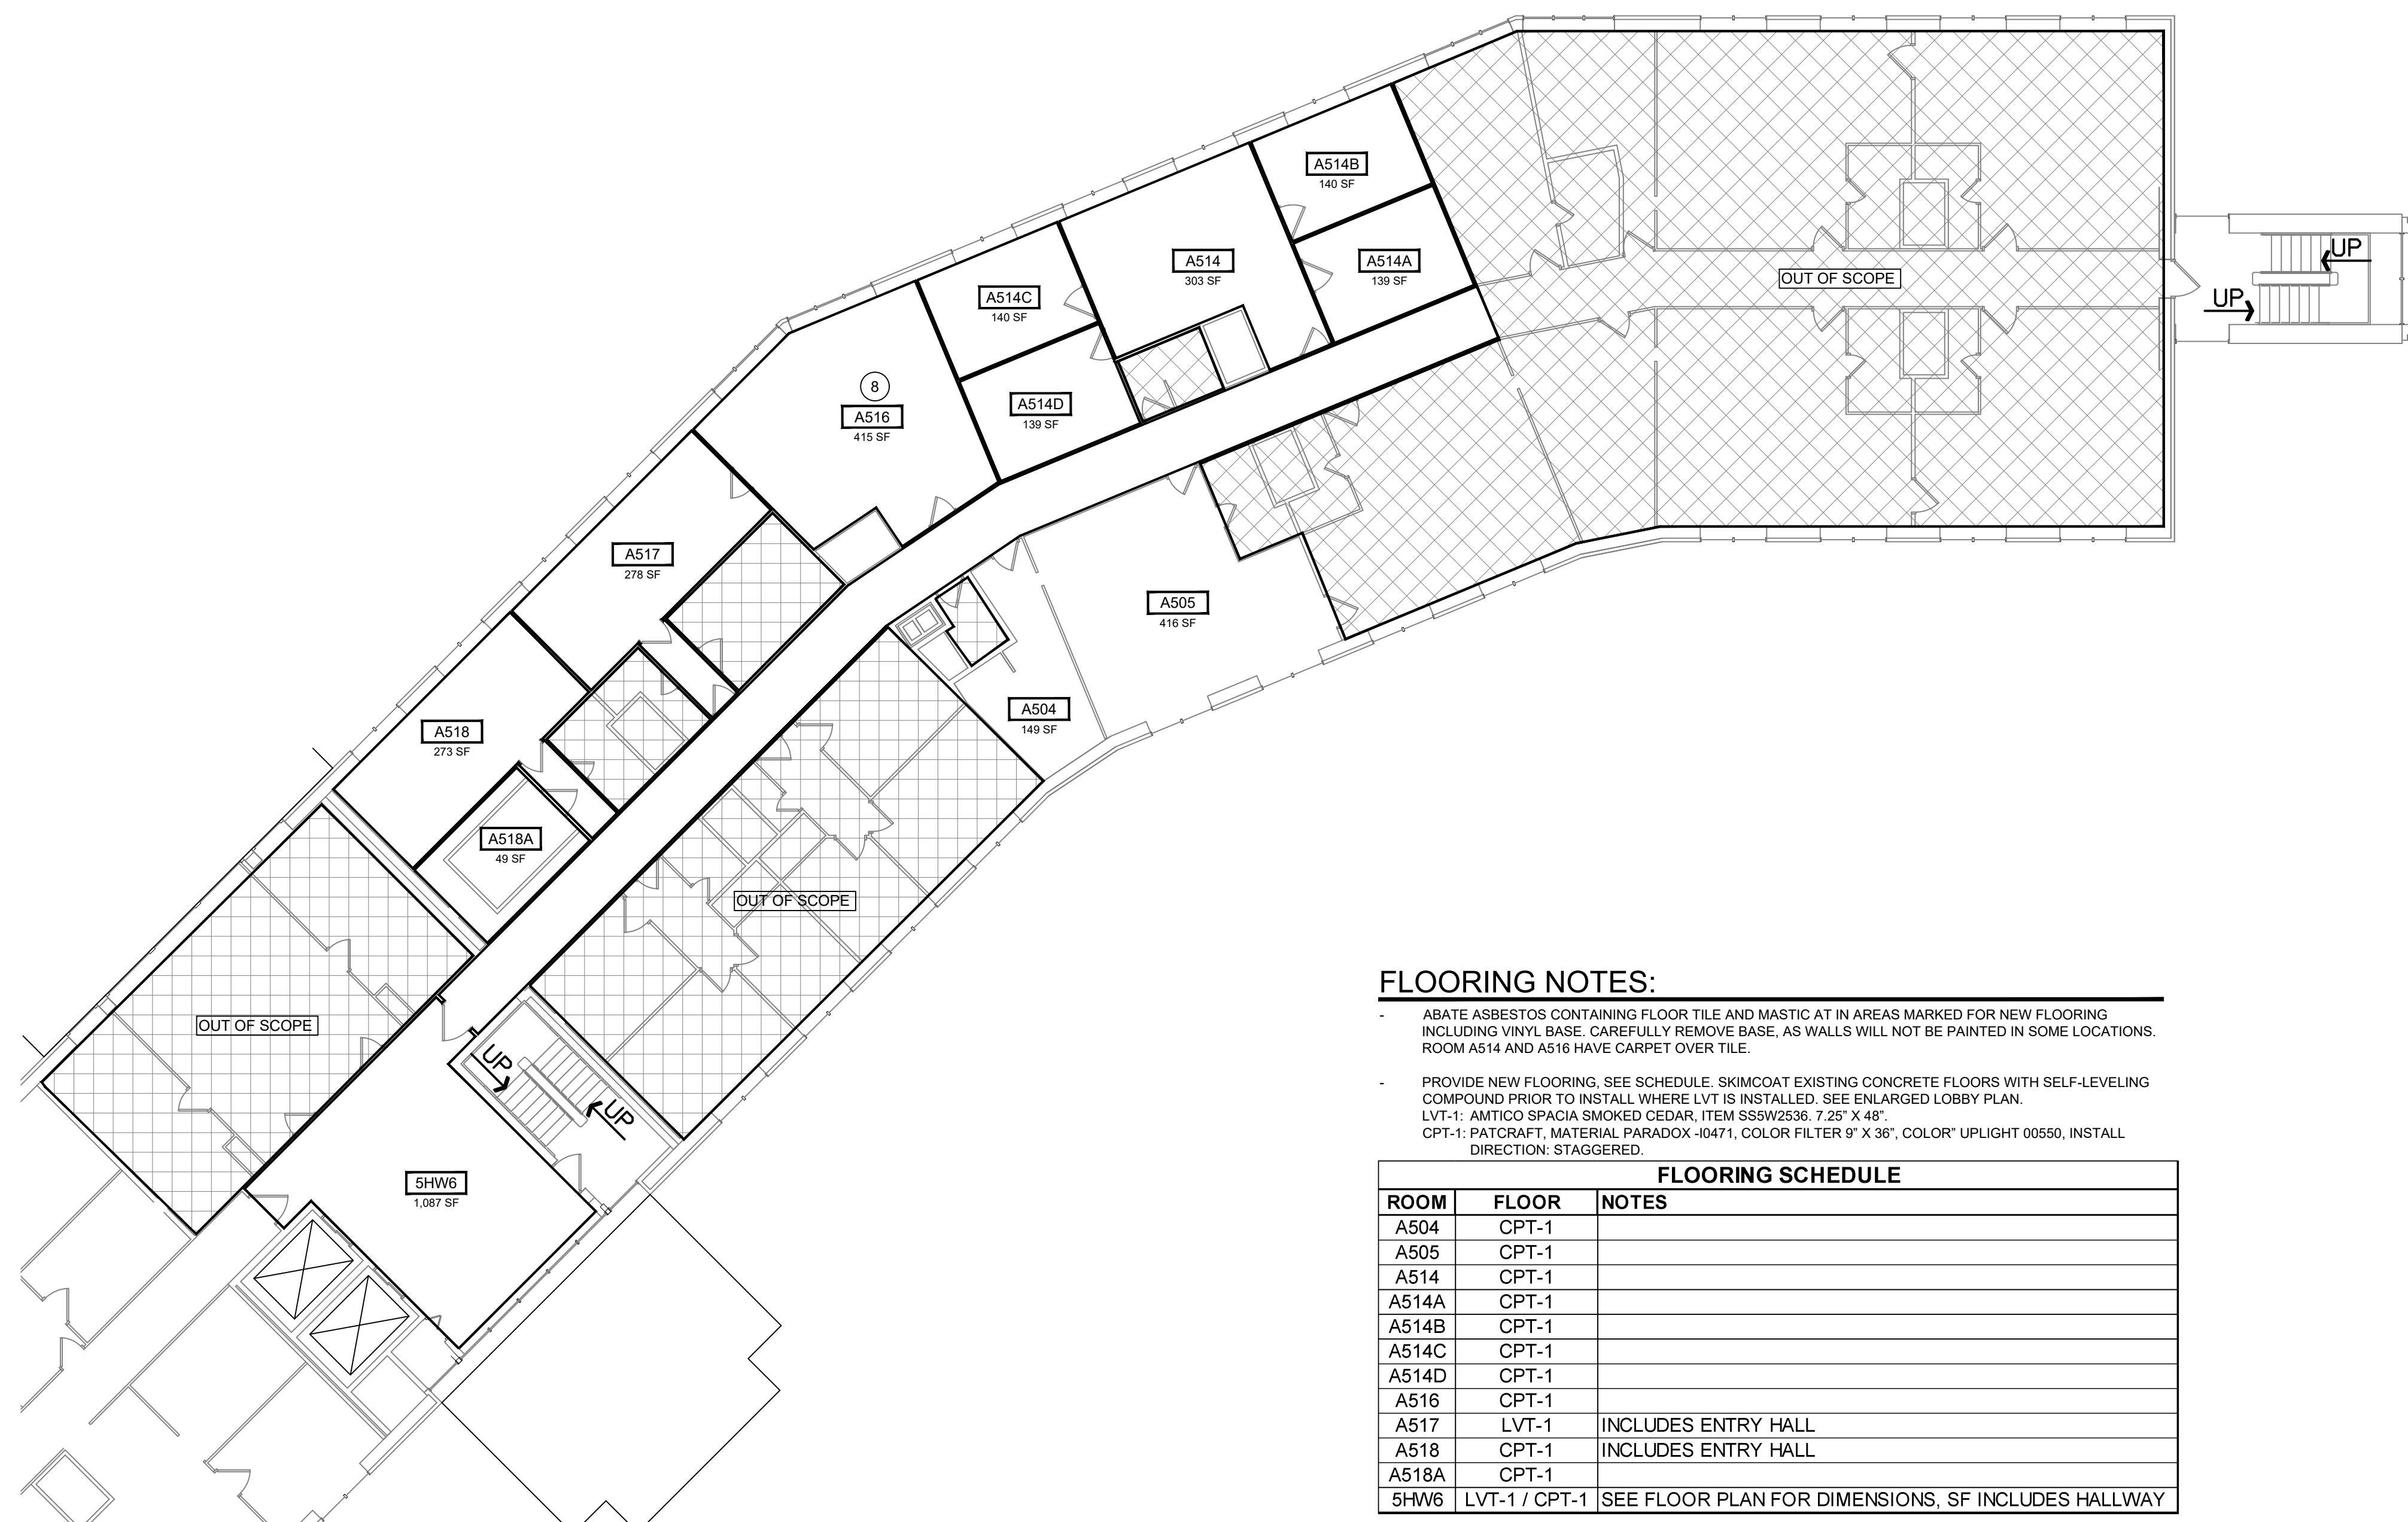 A514B
140 SF
A514
303 SF
A514A
139 SF
UP
OUT OF SCOPE
UP
A514C
140 SF
8
A516
415 SF
A514D
139 SF
A517
278 SF
A505
416 SF
A518
273 SF
A504
149 SF
A518A
49 SF
OUT OF SCOPE
OUT OF SCOPE
UP
UP
5HW6
1,087 SF
FLOORING NOTES:
- ABATE ASBESTOS CONTAINING FLOOR TILE AND MASTIC AT IN AREAS MARKED FOR NEW FLOORING
INCLUDING VINYL BASE. CAREFULLY REMOVE BASE, AS WALLS WILL NOT BE PAINTED IN SOME LOCATIONS.
ROOM A514 AND A516 HAVE CARPET OVER TILE.
- PROVIDE NEW FLOORING, SEE SCHEDULE. SKIMCOAT EXISTING CONCRETE FLOORS WITH SELF-LEVELING
COMPOUND PRIOR TO INSTALL WHERE LVT IS INSTALLED. SEE ENLARGED LOBBY PLAN.
LVT-1: AMTICO SPACIA SMOKED CEDAR, ITEM SS5W2536. 7.25” X 48”.
CPT-1: PATCRAFT, MATERIAL PARADOX -I0471, COLOR FILTER 9” X 36”, COLOR” UPLIGHT 00550, INSTALL
DIRECTION: STAGGERED.
FLOORING SCHEDULE
ROOM FLOOR NOTES
A504 CPT-1
A505 CPT-1
A514 CPT-1
A514A CPT-1
A514B CPT-1
A514C CPT-1
A514D CPT-1
A516 CPT-1
A517 LVT-1 INCLUDES ENTRY HALL
A518 CPT-1 INCLUDES ENTRY HALL
A518A CPT-1
5HW6 LVT-1 / CPT-1 SEE FLOOR PLAN FOR DIMENSIONS, SF INCLUDES HALLWAY